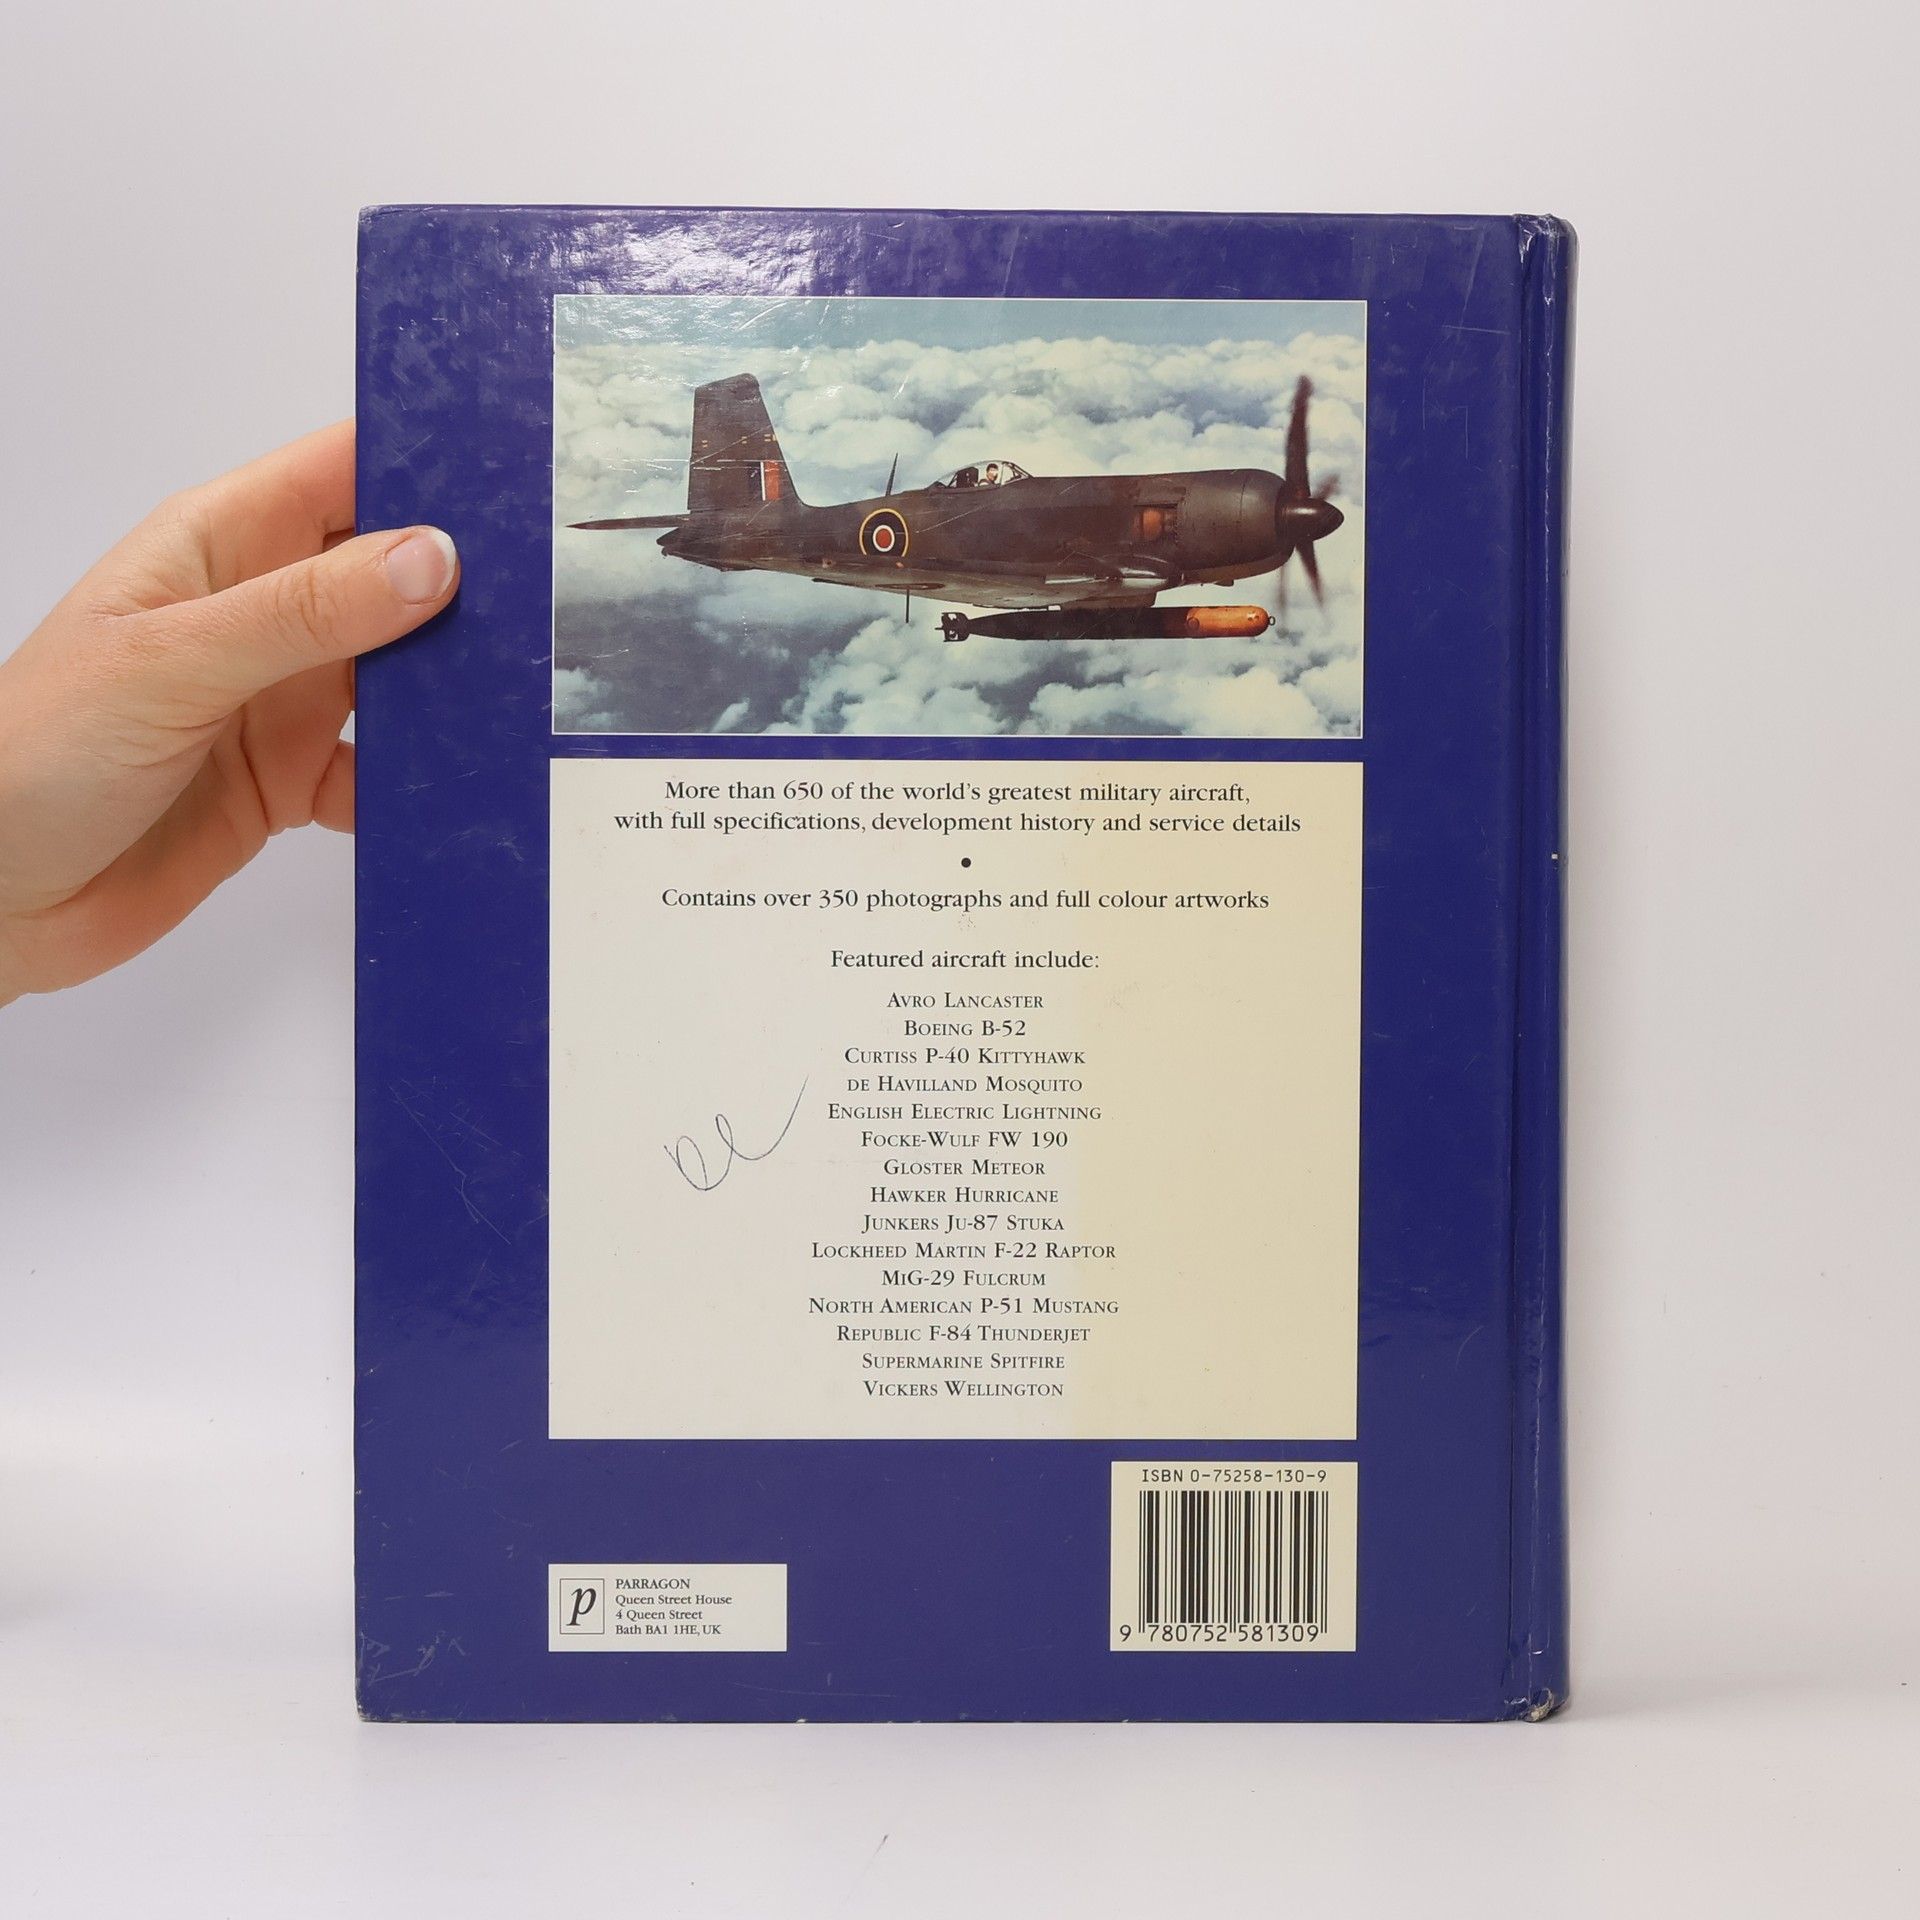 More than 650 of the world's greatest military aircraft,
with full specifications, development history and service details
•
Contains over 350 photographs and full colour artworks
Featured aircraft include:
AVRO LANCASTER
BOEING B-52
CURTISS P-40 KITTYHAWK
DE HAVILLAND MOSQUITO
ENGLISH ELECTRIC LIGHTNING
FOCKE-WULF FW 190
GLOSTER METEOR
HAWKER HURRICANE
JUNKERS JU-87 STUKA
LOCKHEED MARTIN F-22 RAPTOR
MIG-29 FULCRUM
NORTH AMERICAN P-51 MUSTANG
REPUBLIC F-84 THUNDERJET
SUPERMARINE SPITFIRE
VICKERS WELLINGTON
p
PARRAGON
Queen Street House
4 Queen Street
Bath BA1 1HE, UK
ISBN 0-75258-130-9
9 780752 581309